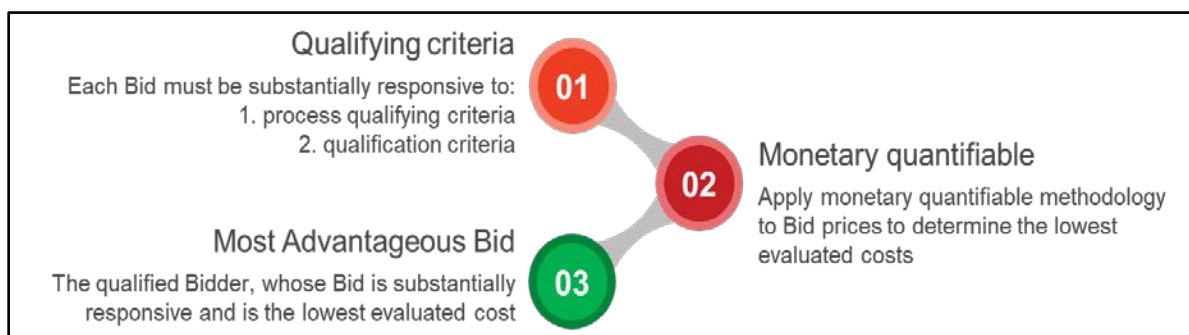 Qualifying criteria
Each Bid must be substantially responsive to:
1. process qualifying criteria
2. qualification criteria
01
02
Monetary quantifiable
Apply monetary quantifiable methodology
to Bid prices to determine the lowest
evaluated costs
Most Advantageous Bid
The qualified Bidder, whose Bid is substantially
responsive and is the lowest evaluated cost
03